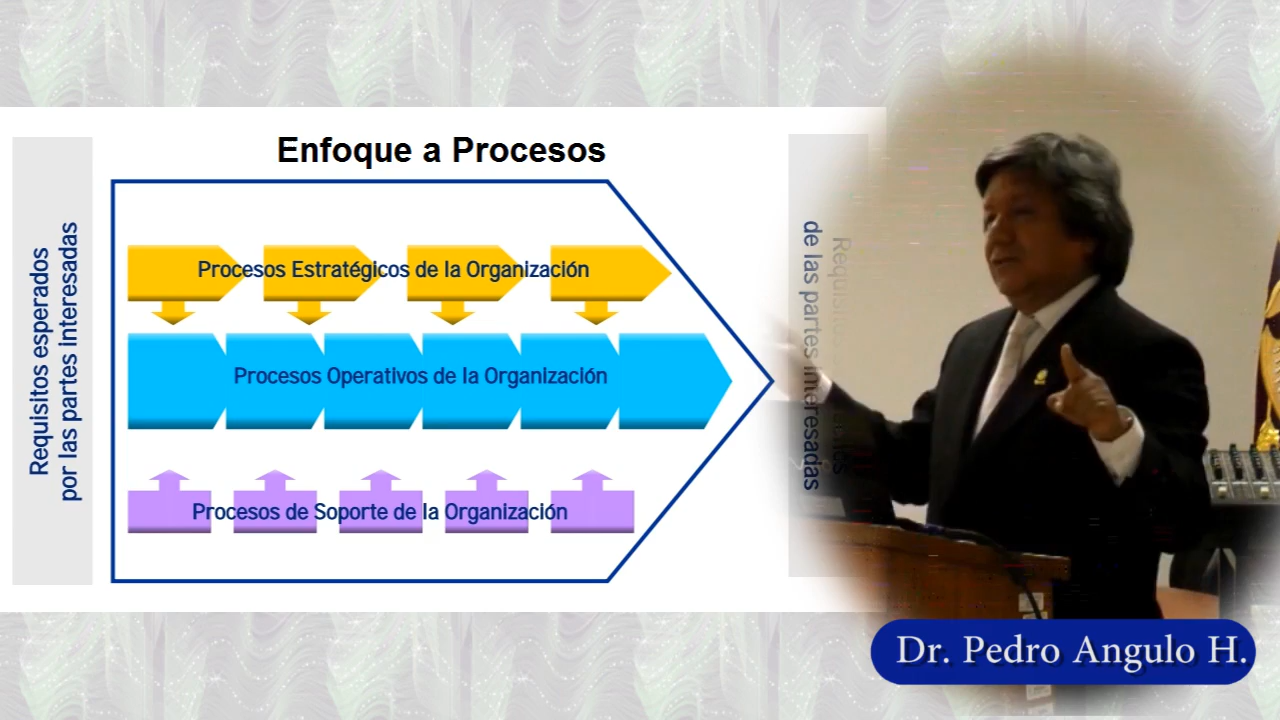 Enfoque a Procesos
Requisitos esperados
por las partes Interesadas
Procesos Estratégicos de la Organización
Procesos Operativos de la Organización
Procesos de Soporte de la Organización
Requisitos
de las partes interesadas
Dr. Pedro Angulo H.